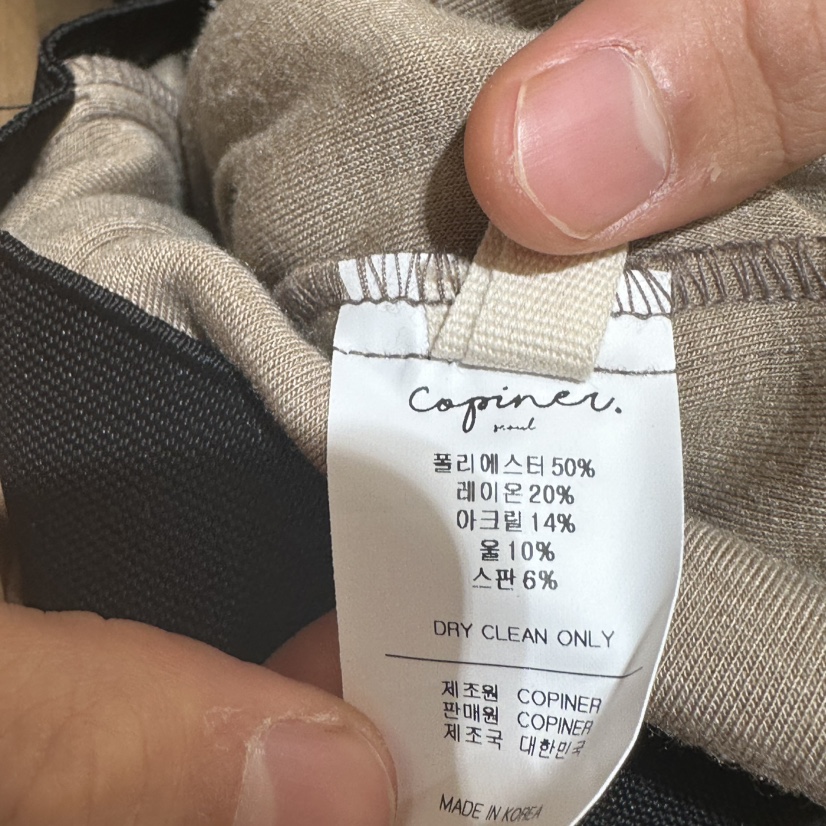 Copiner.
seoul
폴리에스터 50%
레이온 20%
아크릴 14%
울 10%
스판 6%
DRY CLEAN ONLY
제조원 COPINER
판매원 COPINER
제조국 대한민국
MADE IN KOREA